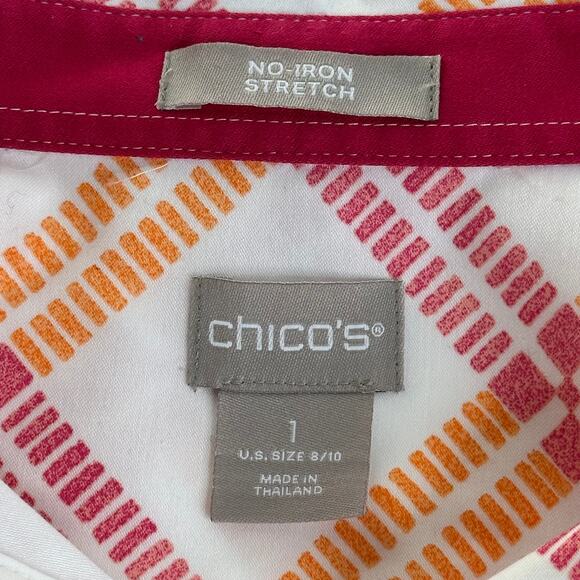 NO-IRON
STRETCH
chico's®
1
U.S. SIZE 8/10
MADE IN
THAILAND